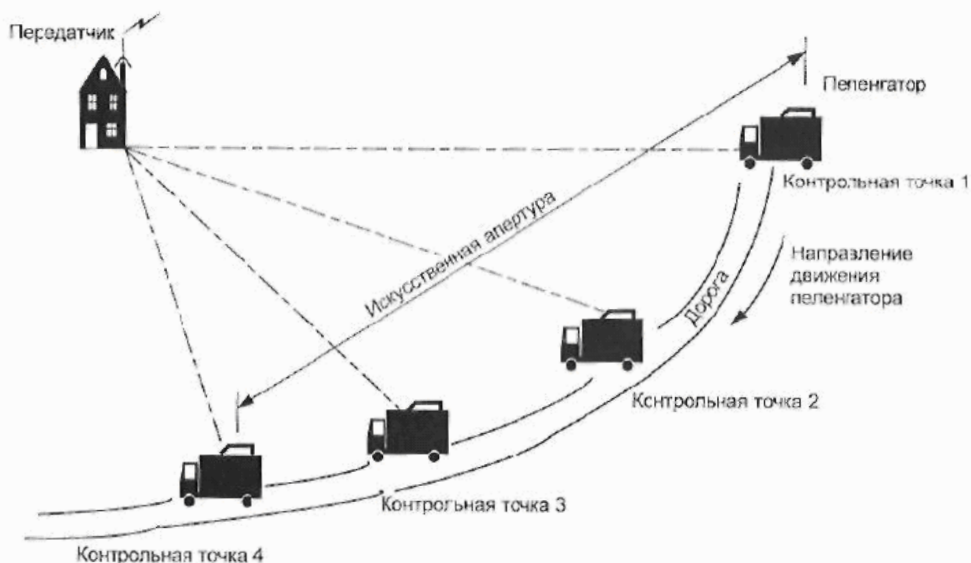 Передатчик
Пеленгатор
Контрольная точка 1
Искусственная апертура
Направление
движения
пеленгатора
Дорога
Контрольная точка 2
Контрольная точка 3
Контрольная точка 4